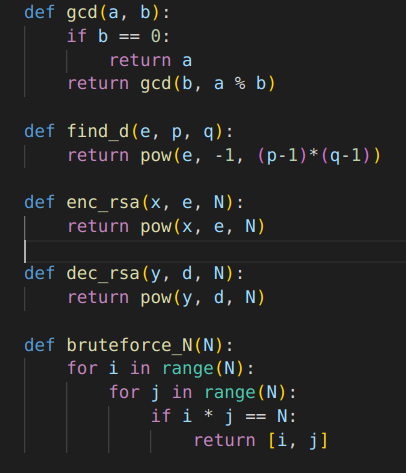 def gcd(a, b):
    if b == 0:
        return a
    return gcd(b, a % b)

def find_d(e, p, q):
    return pow(e, -1, (p-1)*(q-1))

def enc_rsa(x, e, N):
    return pow(x, e, N)

def dec_rsa(y, d, N):
    return pow(y, d, N)

def bruteforce_N(N):
    for i in range(N):
        for j in range(N):
            if i * j == N:
                return [i, j]